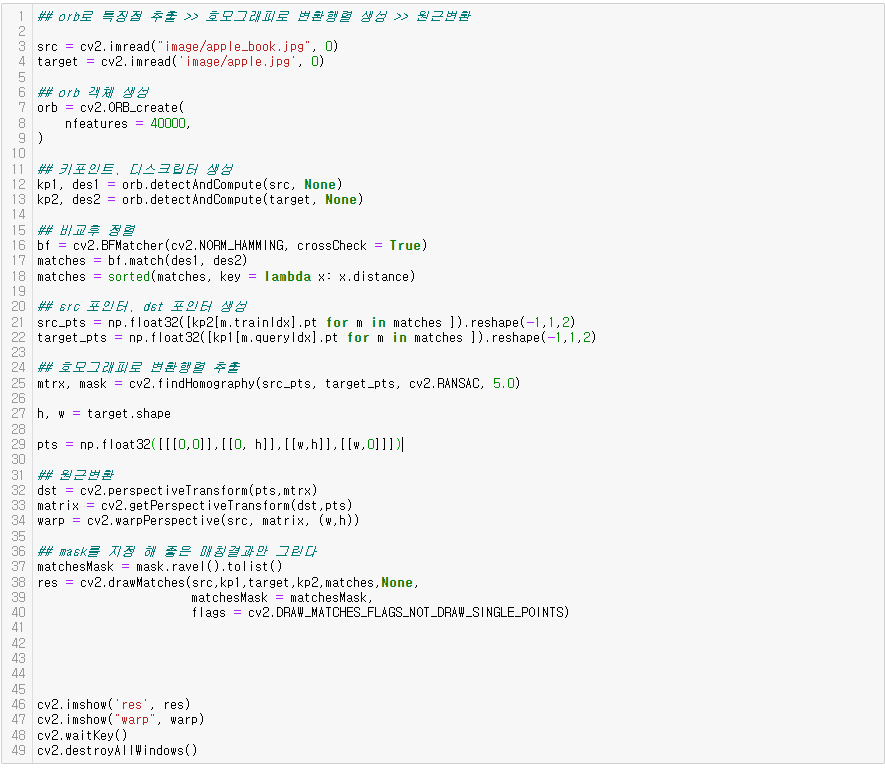 1 ## orb로 특징점 추출 >> 호모그래피로 변환행렬 생성 >> 원근변환
2
3 src = cv2.imread("image/apple_book.jpg", 0)
4 target = cv2.imread('image/apple.jpg', 0)
5
6 ## orb 객체 생성
7 orb = cv2.ORB_create(
8     nfeatures = 40000,
9 )
10
11 ## 키포인트, 디스크립터 생성
12 kp1, des1 = orb.detectAndCompute(src, None)
13 kp2, des2 = orb.detectAndCompute(target, None)
14
15 ## 비교후 정렬
16 bf = cv2.BFMatcher(cv2.NORM_HAMMING, crossCheck = True)
17 matches = bf.match(des1, des2)
18 matches = sorted(matches, key = lambda x: x.distance)
19
20 ## src 포인터, dst 포인터 생성
21 src_pts = np.float32([kp2[m.trainIdx].pt for m in matches ]).reshape(-1,1,2)
22 target_pts = np.float32([kp1[m.queryIdx].pt for m in matches ]).reshape(-1,1,2)
23
24 ## 호모그래피로 변환행렬 추출
25 mtrx, mask = cv2.findHomography(src_pts, target_pts, cv2.RANSAC, 5.0)
26
27 h, w = target.shape
28
29 pts = np.float32([[[0,0]],[[0, h]],[[w,h]],[[w,0]]])
30
31 ## 원근변환
32 dst = cv2.perspectiveTransform(pts,mtrx)
33 matrix = cv2.getPerspectiveTransform(dst,pts)
34 warp = cv2.warpPerspective(src, matrix, (w,h))
35
36 ## mask를 지정 해 좋은 매칭결과만 그린다
37 matchesMask = mask.ravel().tolist()
38 res = cv2.drawMatches(src,kp1,target,kp2,matches,None,
39                       matchesMask = matchesMask,
40                       flags = cv2.DRAW_MATCHES_FLAGS_NOT_DRAW_SINGLE_POINTS)
41
42
43
44
45
46 cv2.imshow('res', res)
47 cv2.imshow("warp", warp)
48 cv2.waitKey()
49 cv2.destroyAllWindows()